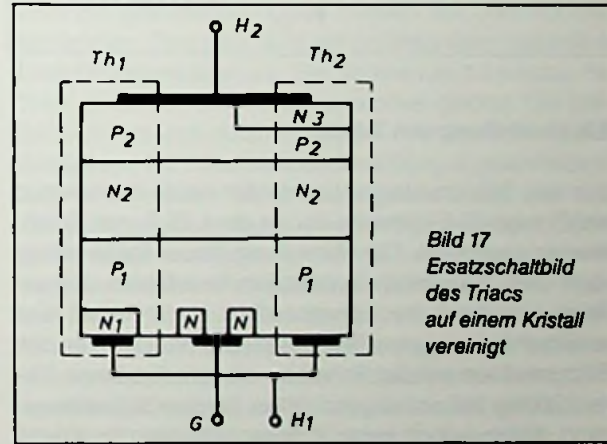 H2
Th1 Th2
N3
P2 P2
N2 N2
P1 P1
N1 N N
G H1
Bild 17
Ersatzschaltbild
des Triacs
auf einem Kristall
vereinigt